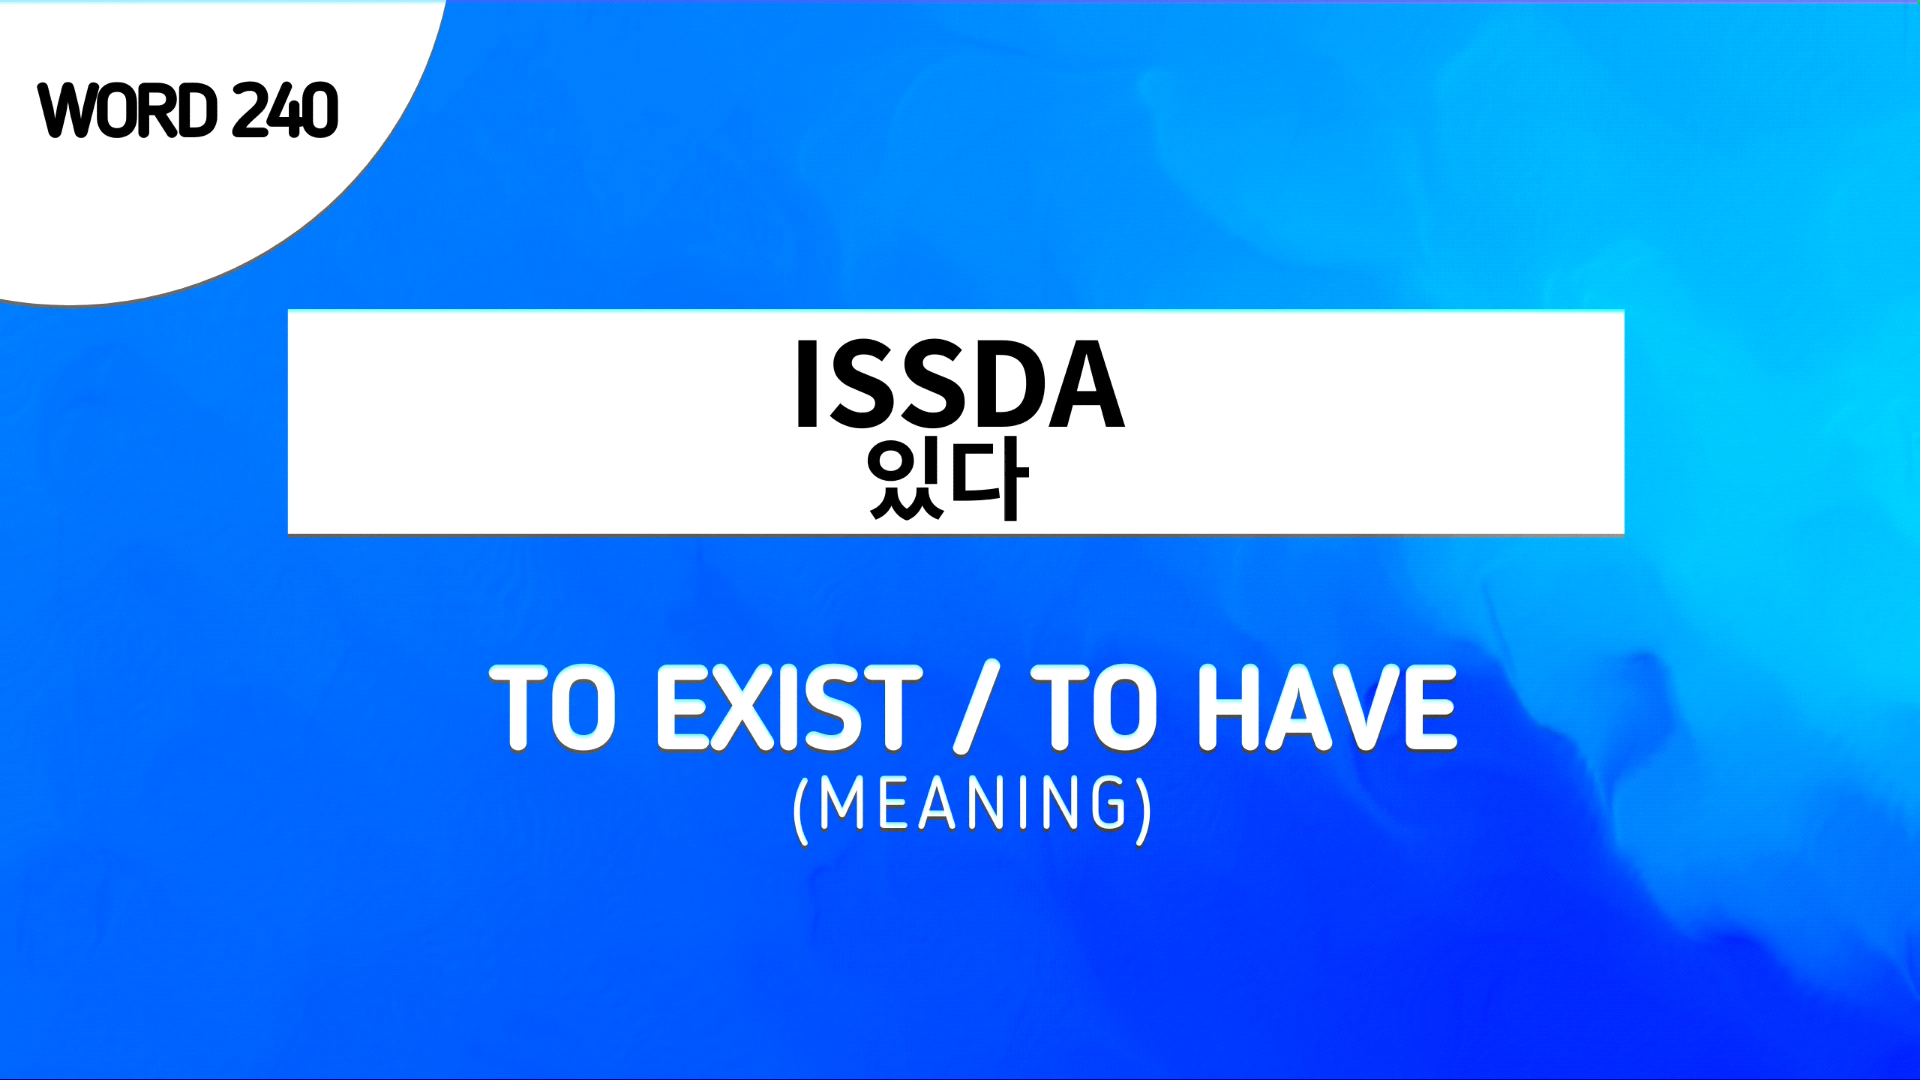 WORD 240
ISSDA
있다
TO EXIST / TO HAVE
(MEANING)